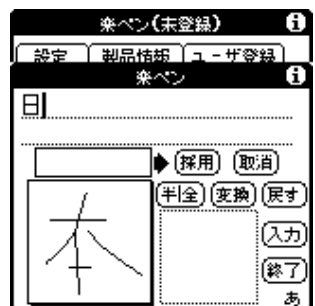 楽ペン(未登録)
設定 製品情報 ユーザ登録
楽ペン
日
採用 取消
半全 変換 戻す
本
入力
終了
あ